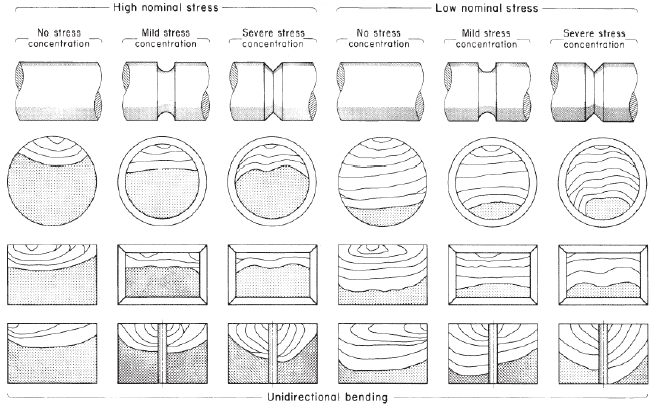 High nominal stress
Low nominal stress
No stress
concentration
Mild stress
concentration
Severe stress
concentration
No stress
concentration
Mild stress
concentration
Severe stress
concentration
Unidirectional bending